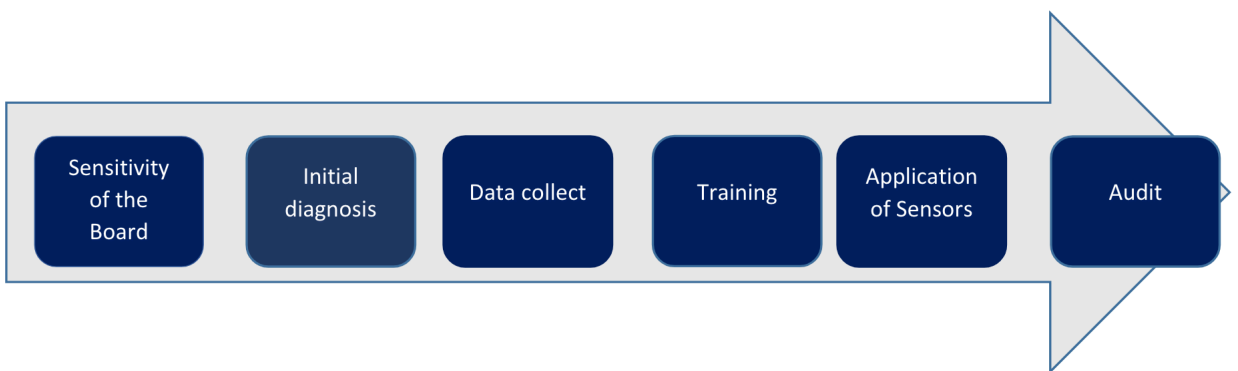 Sensitivity
of the
Board
Initial
diagnosis
Data collect
Training
Application
of Sensors
Audit